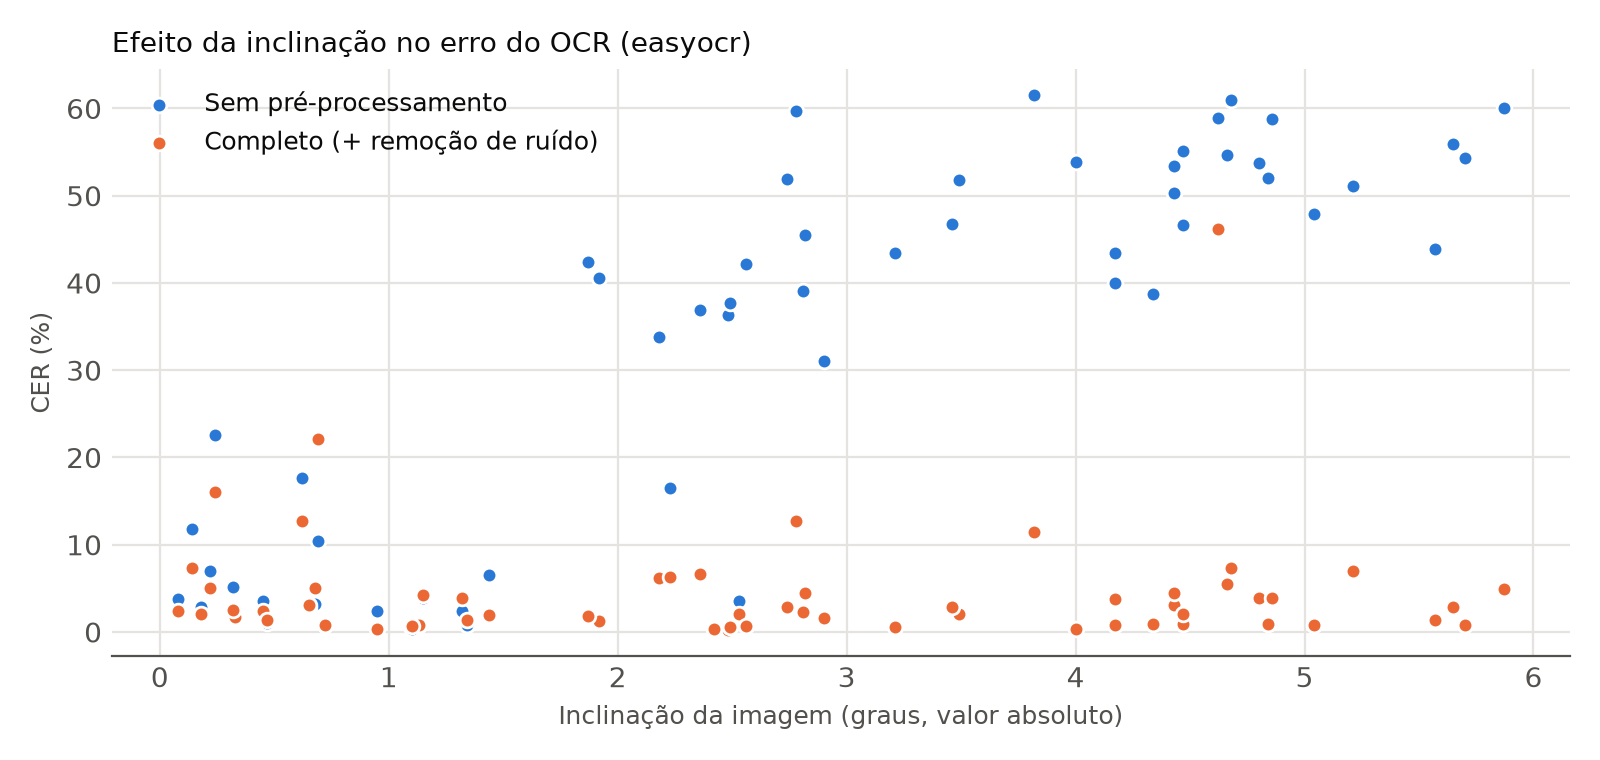 Efeito da inclinação no erro do OCR (easyocr)
Sem pré-processamento
Completo (+ remoção de ruído)
60
50
40
30
20
10
0
CER (%)
0 1 2 3 4 5 6
Inclinação da imagem (graus, valor absoluto)